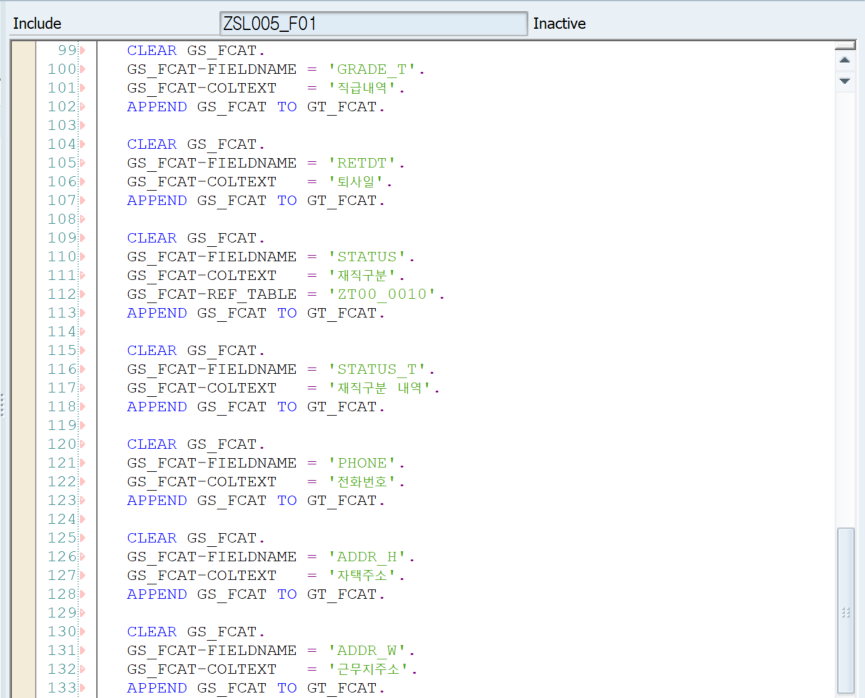 Include ZSL005_F01 Inactive
99 CLEAR GS_FCAT.
100 GS_FCAT-FIELDNAME = 'GRADE_T'.
101 GS_FCAT-COLTEXT   = '직급내역'.
102 APPEND GS_FCAT TO GT_FCAT.
103
104 CLEAR GS_FCAT.
105 GS_FCAT-FIELDNAME = 'RETDT'.
106 GS_FCAT-COLTEXT   = '퇴사일'.
107 APPEND GS_FCAT TO GT_FCAT.
108
109 CLEAR GS_FCAT.
110 GS_FCAT-FIELDNAME = 'STATUS'.
111 GS_FCAT-COLTEXT   = '재직구분'.
112 GS_FCAT-REF_TABLE = 'ZT00_0010'.
113 APPEND GS_FCAT TO GT_FCAT.
114
115 CLEAR GS_FCAT.
116 GS_FCAT-FIELDNAME = 'STATUS_T'.
117 GS_FCAT-COLTEXT   = '재직구분 내역'.
118 APPEND GS_FCAT TO GT_FCAT.
119
120 CLEAR GS_FCAT.
121 GS_FCAT-FIELDNAME = 'PHONE'.
122 GS_FCAT-COLTEXT   = '전화번호'.
123 APPEND GS_FCAT TO GT_FCAT.
124
125 CLEAR GS_FCAT.
126 GS_FCAT-FIELDNAME = 'ADDR_H'.
127 GS_FCAT-COLTEXT   = '자택주소'.
128 APPEND GS_FCAT TO GT_FCAT.
129
130 CLEAR GS_FCAT.
131 GS_FCAT-FIELDNAME = 'ADDR_W'.
132 GS_FCAT-COLTEXT   = '근무지주소'.
133 APPEND GS_FCAT TO GT_FCAT.